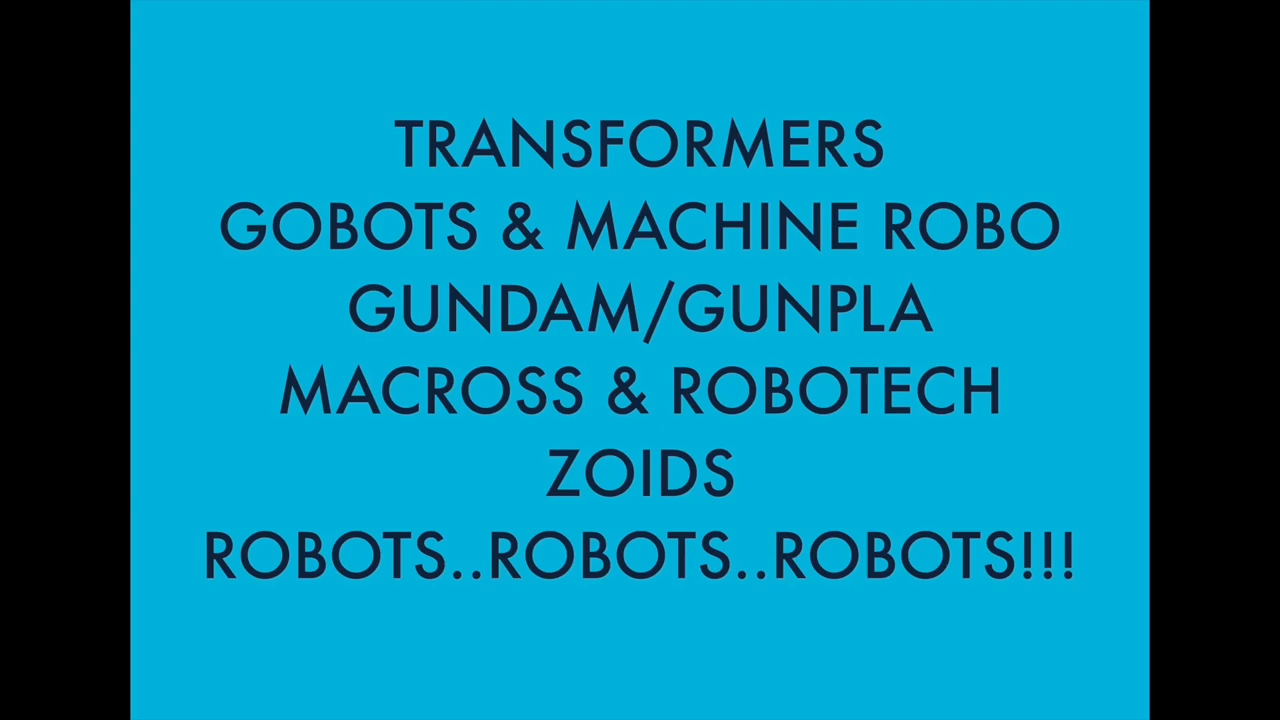 TRANSFORMERS
GOBOTS & MACHINE ROBO
GUNDAM/GUNPLA
MACROSS & ROBOTECH
ZOIDS
ROBOTS..ROBOTS..ROBOTS!!!